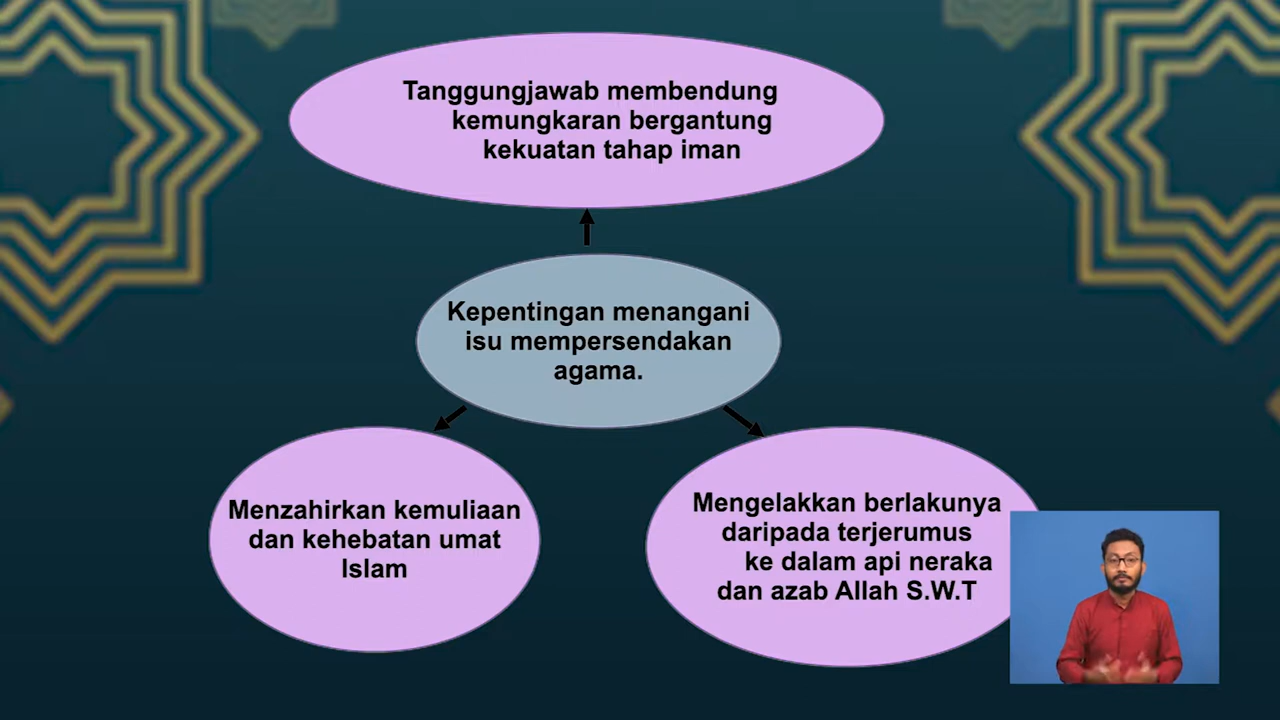 Tanggungjawab membendung
kemungkaran bergantung
kekuatan tahap iman
Kepentingan menangani
isu mempersendakan
agama.
Menzahirkan kemuliaan
dan kehebatan umat
Islam
Mengelakkan berlakunya
daripada terjerumus
ke dalam api neraka
dan azab Allah S.W.T